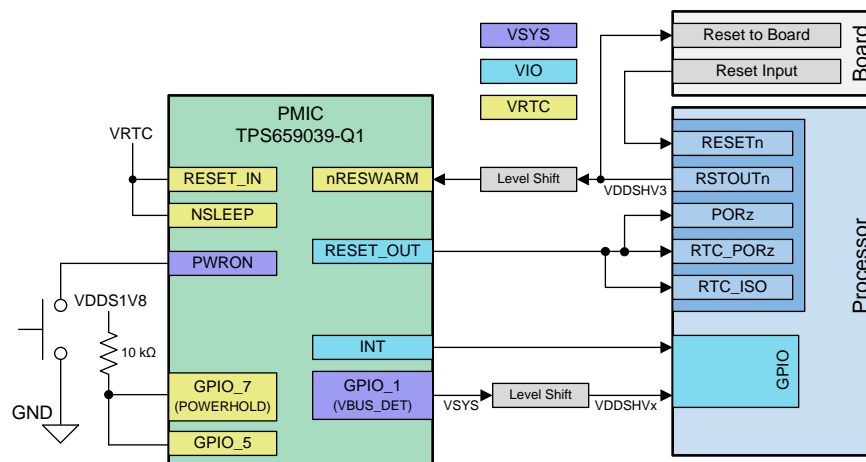 VSYS
VIO
VRTC
Reset to Board
Reset Input
Board
PMIC
TPS659039-Q1
VRTC
RESET_IN
NSLEEP
PWRON
VDDS1V8
10 kΩ
GPIO_7
(POWERHOLD)
GPIO_5
GND
nRESWARM
RESET_OUT
INT
GPIO_1
(VBUS_DET)
Level Shift
VDDSHV3
VSYS
Level Shift
VDDSHVx
RESETn
RSTOUTn
PORz
RTC_PORz
RTC_ISO
GPIO
Processor